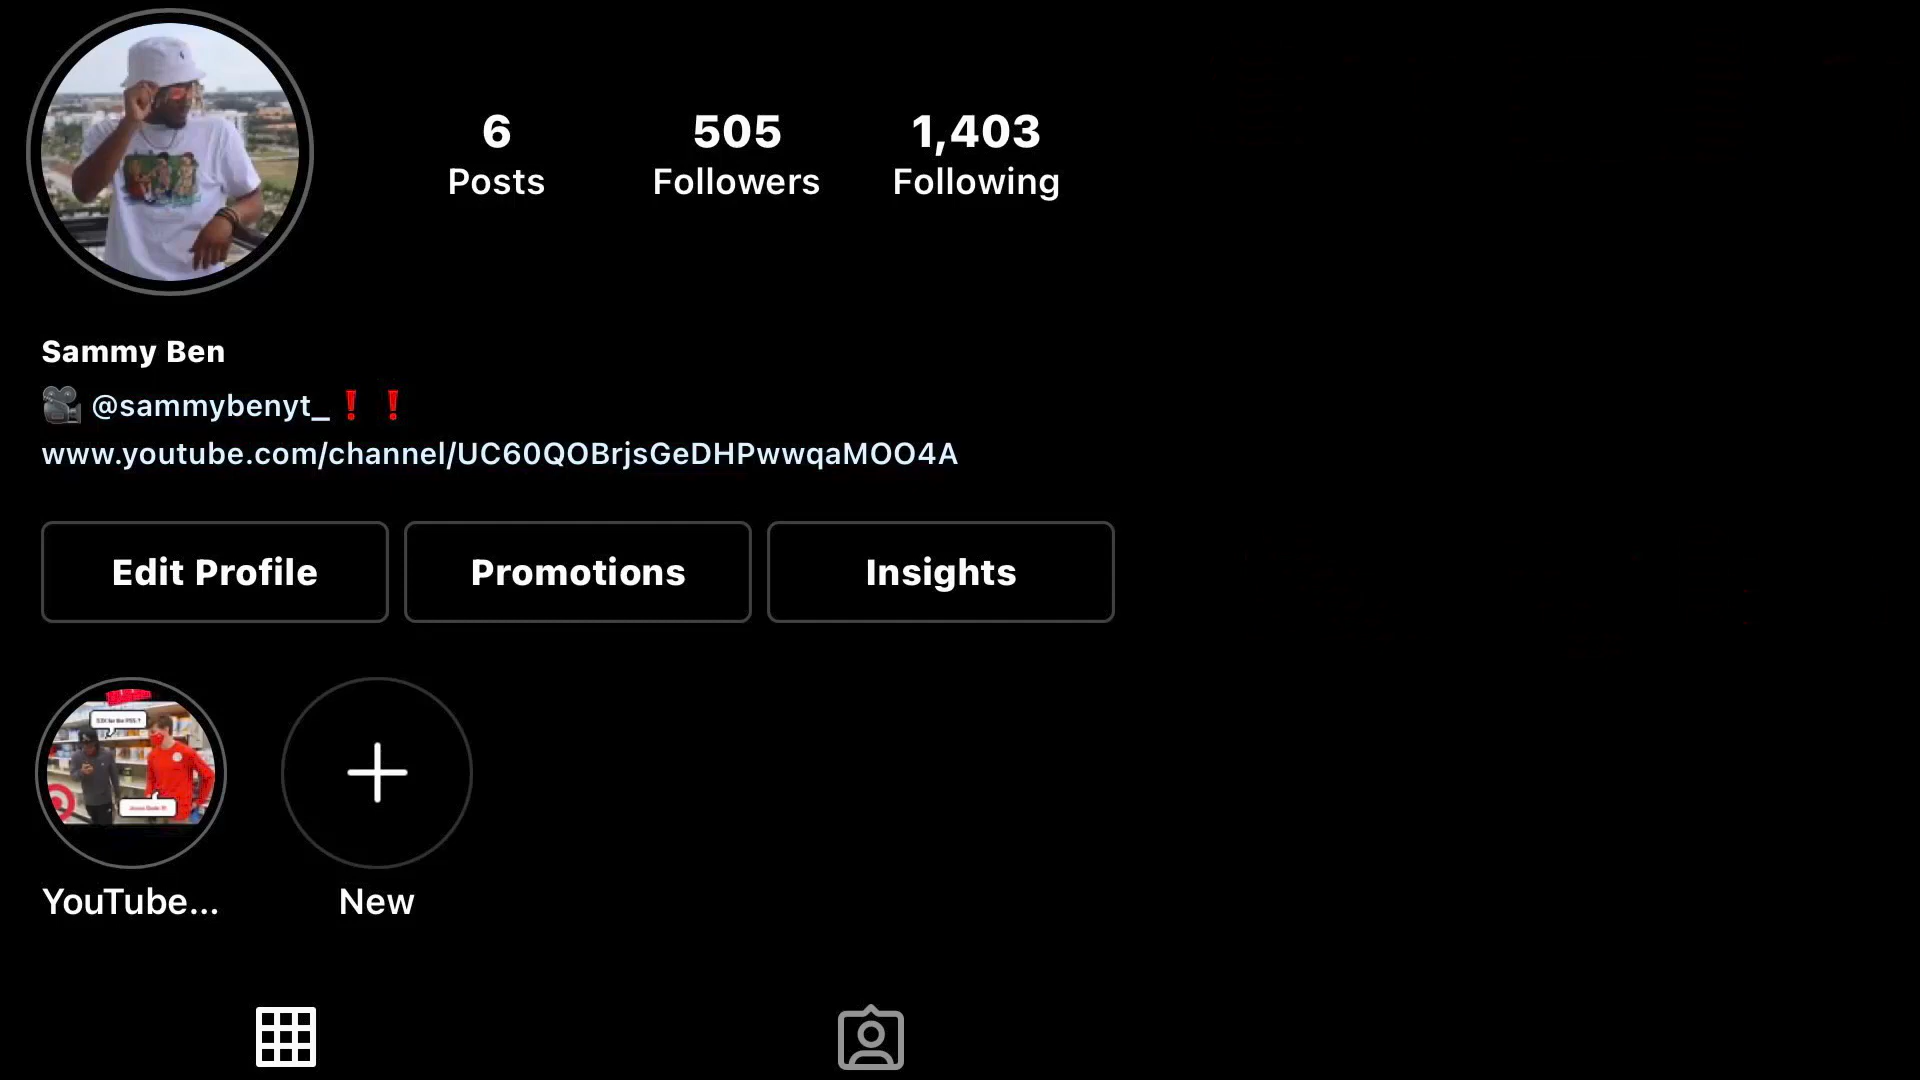 6 505 1,403
Posts Followers Following
Sammy Ben
🎥 @sammybenyt_❗❗
www.youtube.com/channel/UC60QOBrjsGeDHPwwqaMOO4A
Edit Profile Promotions Insights
YouTube... New